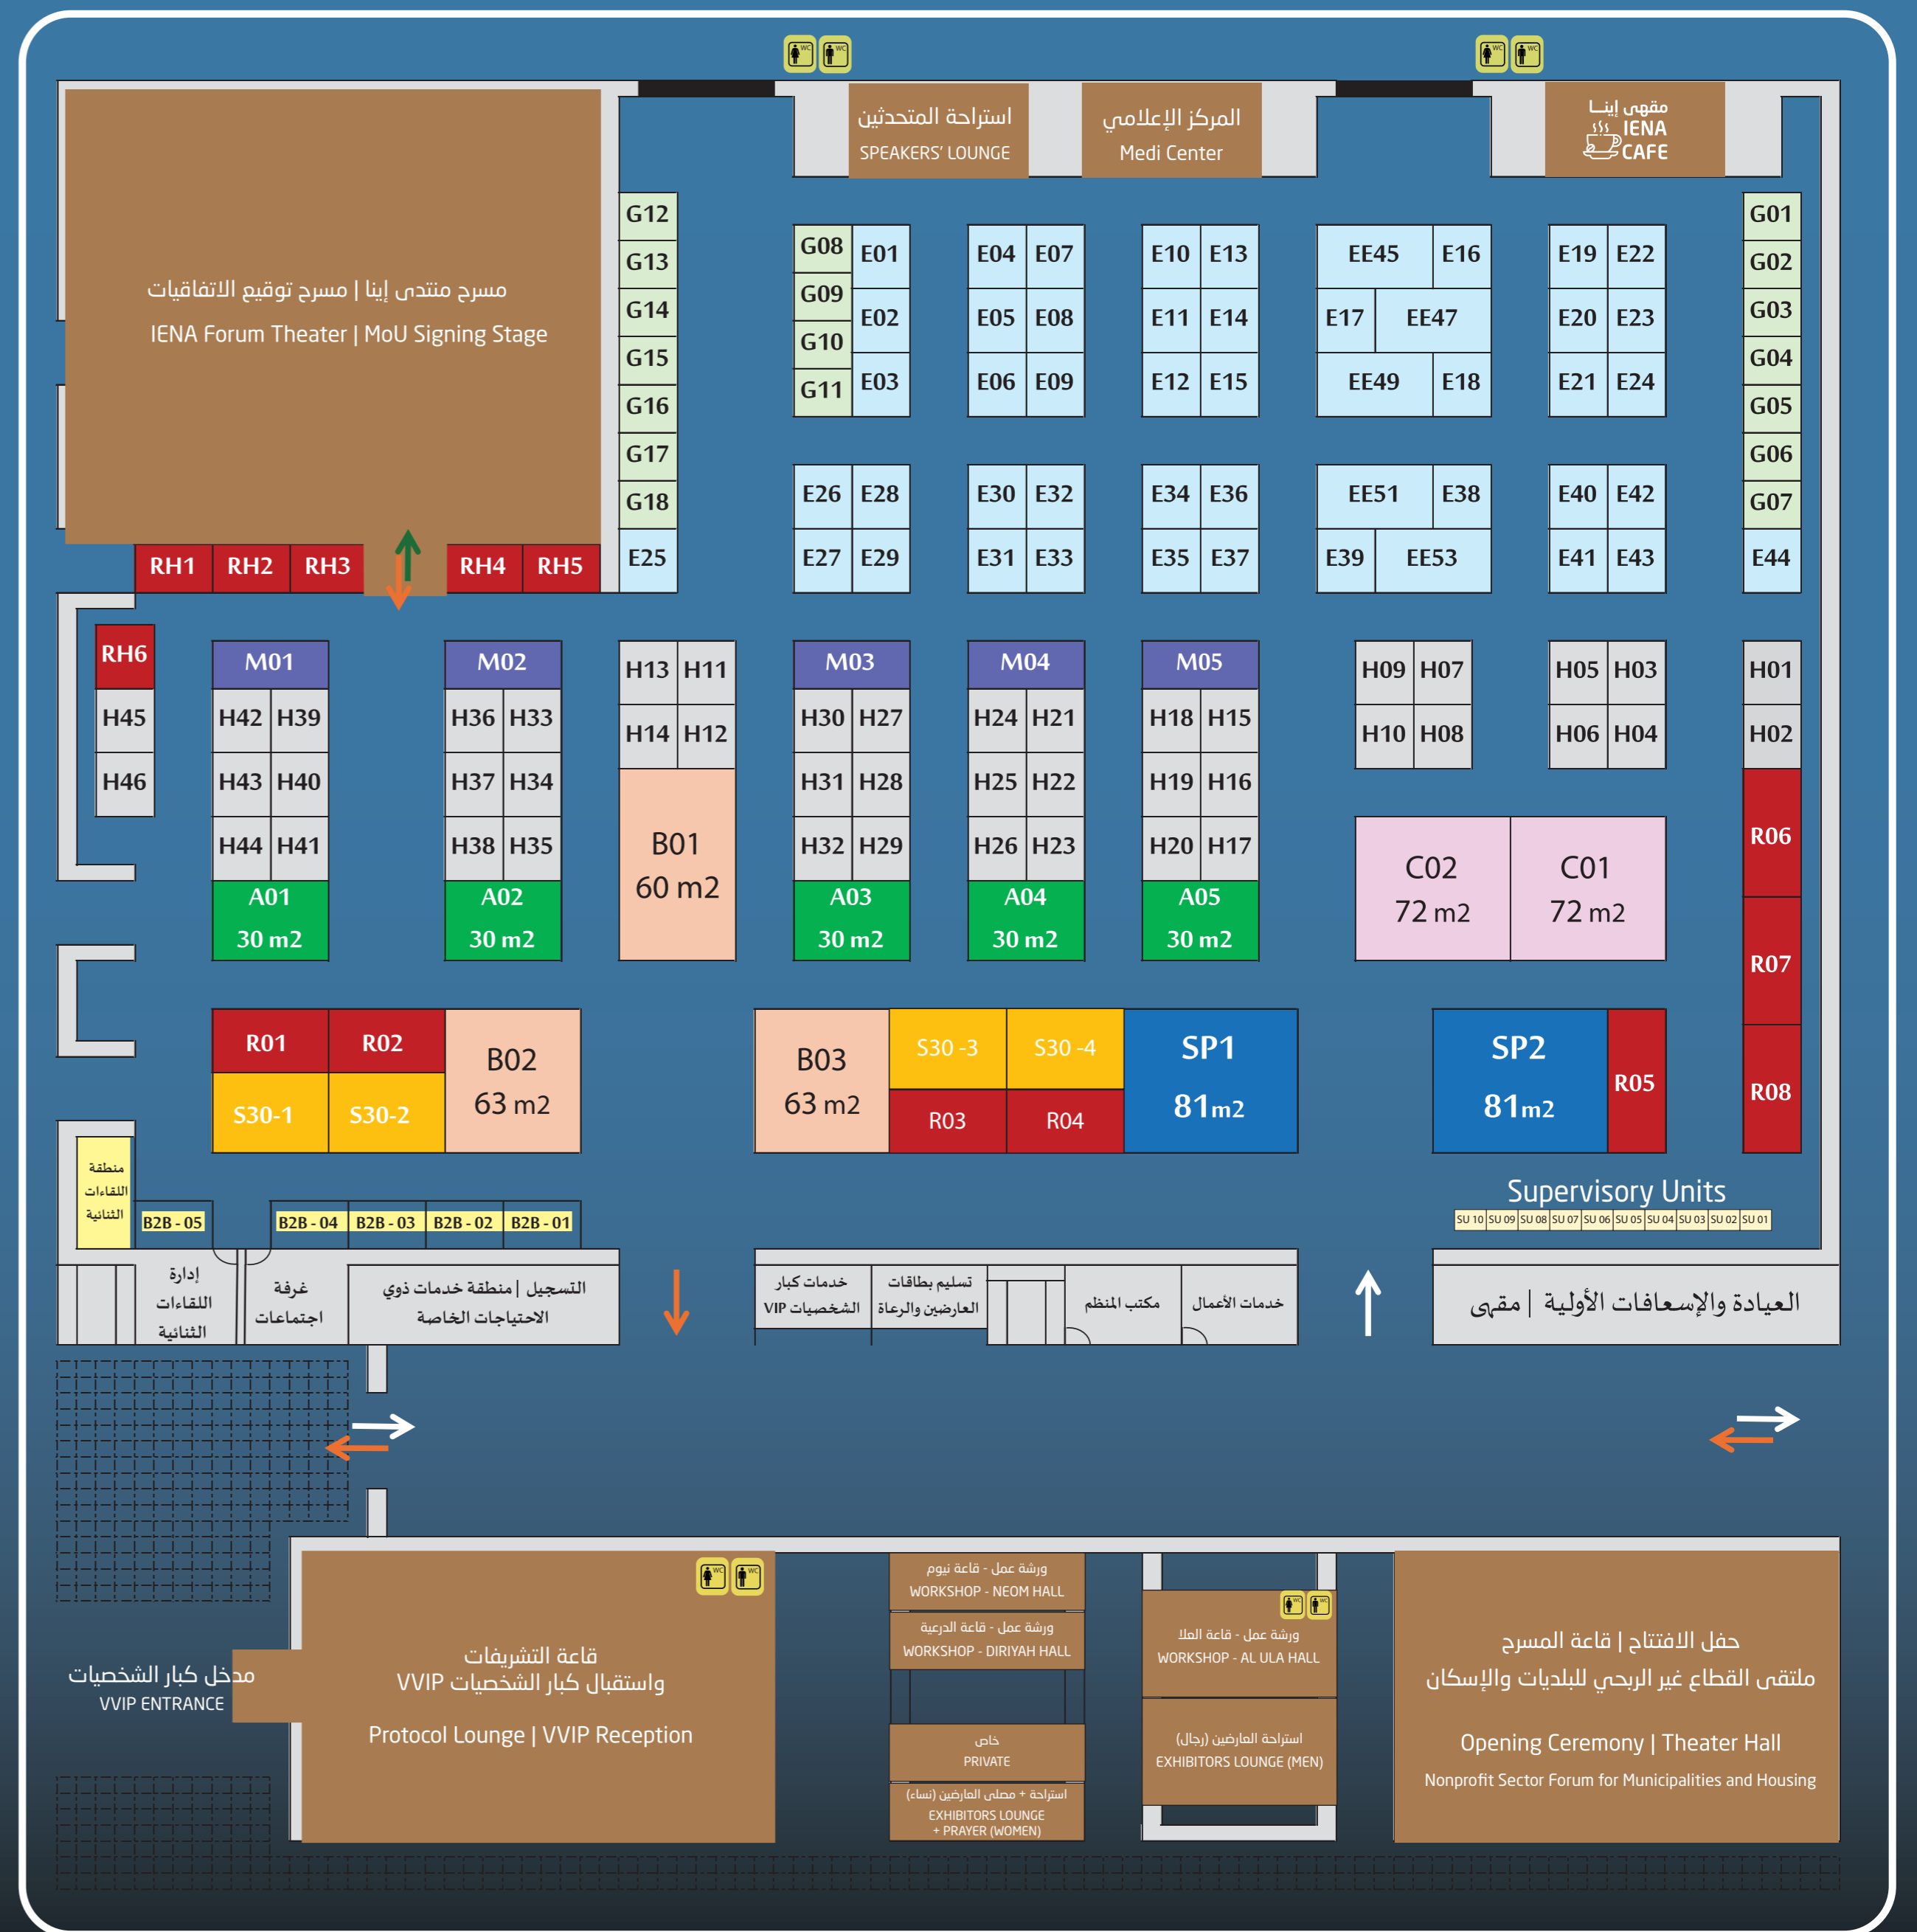 WC WC
WC WC
استراحة المتحدثين
SPEAKERS' LOUNGE
المركز الإعلامي
Medi Center
مقهى إينا
IENA
CAFE
مسرح منتدى إينا | مسرح توقيع الاتفاقيات
IENA Forum Theater | MoU Signing Stage
G12
G13
G14
G15
G16
G17
G18
E25
G08
G09
G10
G11
E01
E02
E03
E04 E07
E05 E08
E06 E09
E10 E13
E11 E14
E12 E15
EE45 E16
E17 EE47
EE49 E18
E19 E22
E20 E23
E21 E24
G01
G02
G03
G04
G05
G06
G07
E44
E26 E28
E27 E29
E30 E32
E31 E33
E34 E36
E35 E37
EE51 E38
E39 EE53
E40 E42
E41 E43
RH1 RH2 RH3 RH4 RH5
RH6
H45
H46
M01
H42 H39
H43 H40
H44 H41
A01
30 m2
M02
H36 H33
H37 H34
H38 H35
A02
30 m2
H13 H11
H14 H12
B01
60 m2
M03
H30 H27
H31 H28
H32 H29
A03
30 m2
M04
H24 H21
H25 H22
H26 H23
A04
30 m2
M05
H18 H15
H19 H16
H20 H17
A05
30 m2
H09 H07
H10 H08
H05 H03
H06 H04
H01
H02
C02
72 m2
C01
72 m2
R06
R07
R08
R01 R02
S30-1 S30-2
B02
63 m2
B03
63 m2
S30 -3 S30 -4
R03 R04
SP1
81m2
SP2
81m2
R05
منطقة
اللقاءات
الثنائية
B2B - 05 B2B - 04 B2B - 03 B2B - 02 B2B - 01
Supervisory Units
SU 10 SU 09 SU 08 SU 07 SU 06 SU 05 SU 04 SU 03 SU 02 SU 01
إدارة
اللقاءات
الثنائية
غرفة
اجتماعات
التسجيل | منطقة خدمات ذوي
الاحتياجات الخاصة
خدمات كبار
الشخصيات VIP
تسليم بطاقات
العارضين والرعاة
مكتب المنظم
خدمات الأعمال
العيادة والإسعافات الأولية | مقهى
WC WC
مدخل كبار الشخصيات
VVIP ENTRANCE
قاعة التشريفات
واستقبال كبار الشخصيات VVIP
Protocol Lounge | VVIP Reception
ورشة عمل - قاعة نيوم
WORKSHOP - NEOM HALL
ورشة عمل - قاعة الدرعية
WORKSHOP - DIRIYAH HALL
خاص
PRIVATE
استراحة + مصلى العارضين (نساء)
EXHIBITORS LOUNGE
+ PRAYER (WOMEN)
WC WC
ورشة عمل - قاعة العلا
WORKSHOP - AL ULA HALL
استراحة العارضين (رجال)
EXHIBITORS LOUNGE (MEN)
حفل الافتتاح | قاعة المسرح
ملتقى القطاع غير الربحي للبلديات والإسكان
Opening Ceremony | Theater Hall
Nonprofit Sector Forum for Municipalities and Housing